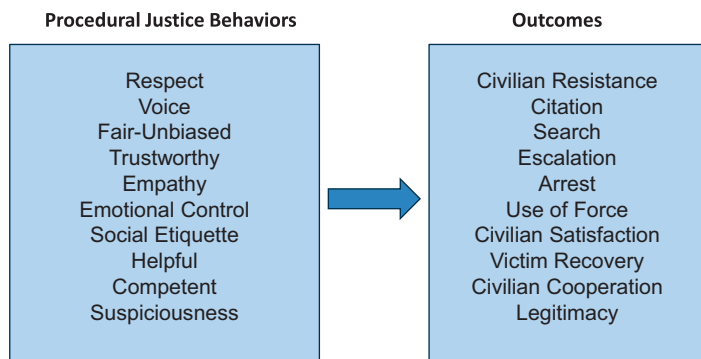 Procedural Justice Behaviors
Respect
Voice
Fair-Unbiased
Trustworthy
Empathy
Emotional Control
Social Etiquette
Helpful
Competent
Suspiciousness
Outcomes
Civilian Resistance
Citation
Search
Escalation
Arrest
Use of Force
Civilian Satisfaction
Victim Recovery
Civilian Cooperation
Legitimacy